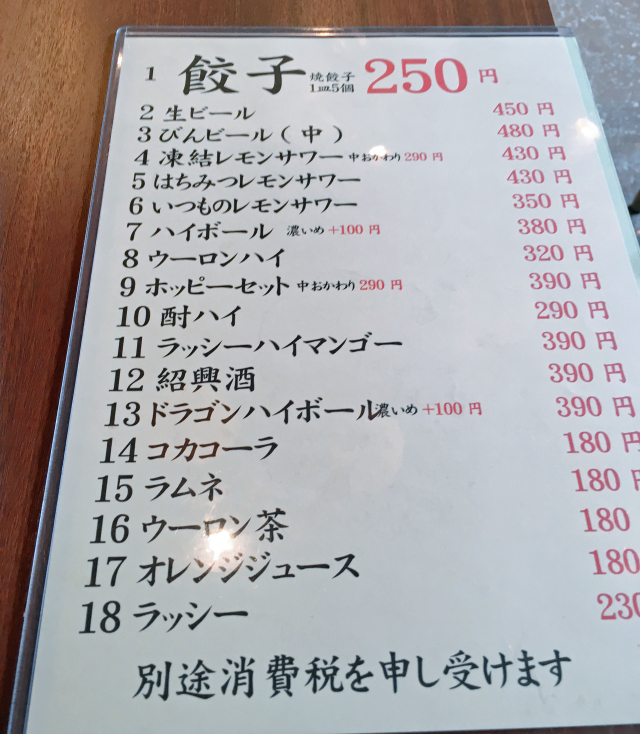 1 餃子 焼餃子 1皿5個 250円
2 生ビール 450円
3 びんビール(中) 480円
4 凍結レモンサワー 中おかわり290円 430円
5 はちみつレモンサワー 430円
6 いつものレモンサワー 350円
7 ハイボール 濃いめ+100円 380円
8 ウーロンハイ 320円
9 ホッピーセット 中おかわり290円 390円
10 酎ハイ 290円
11 ラッシーハイマンゴー 390円
12 紹興酒 390円
13 ドラゴンハイボール 濃いめ+100円 390円
14 コカコーラ 180円
15 ラムネ 180円
16 ウーロン茶 180
17 オレンジジュース 180
18 ラッシー 230
別途消費税を申し受けます